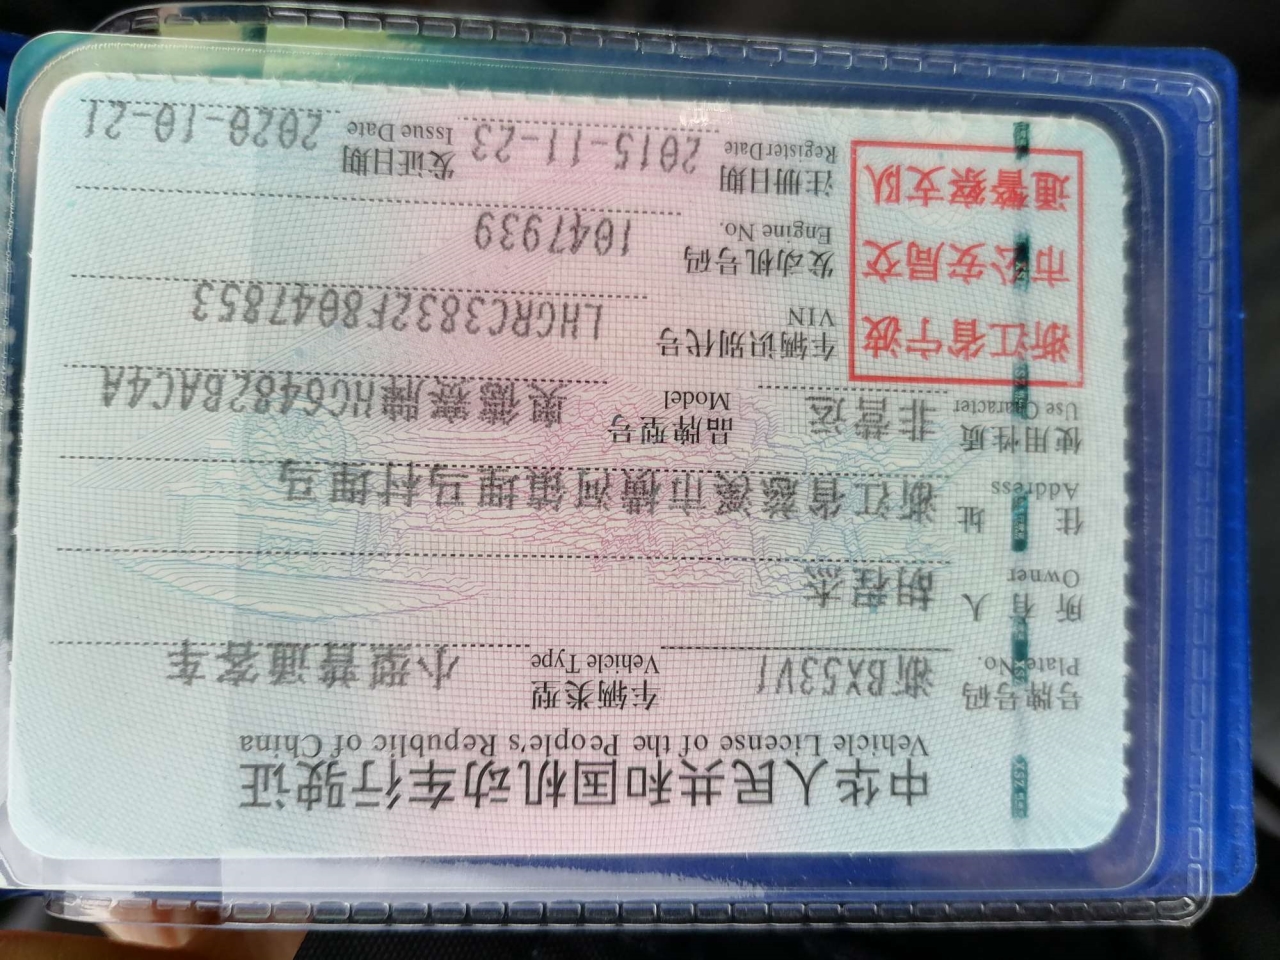 中华人民共和国机动车行驶证
Vehicle License of the People's Republic of China
号牌号码 浙BX53V1 车辆类型 小型普通客车
Plate No. Vehicle Type
所有人 胡程杰
Owner
住址 浙江省慈溪市横河镇埋马村埋马
Address
使用性质 非营运 品牌型号 奥德赛牌HG6482BAC4A
Use Character Model
浙江省宁波
市公安局交
通警察支队
车辆识别代号 LHGRC3832F8047853
VIN
发动机号码 1047939
Engine No.
注册日期 2015-11-23 发证日期 2020-10-21
Register Date Issue Date